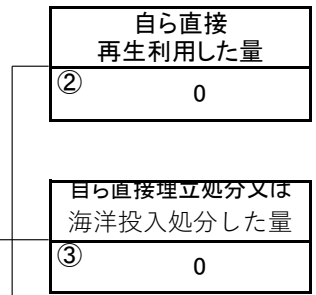 自ら直接
再生利用した量
② 0
自ら直接埋立処分又は
海洋投入処分した量
③ 0